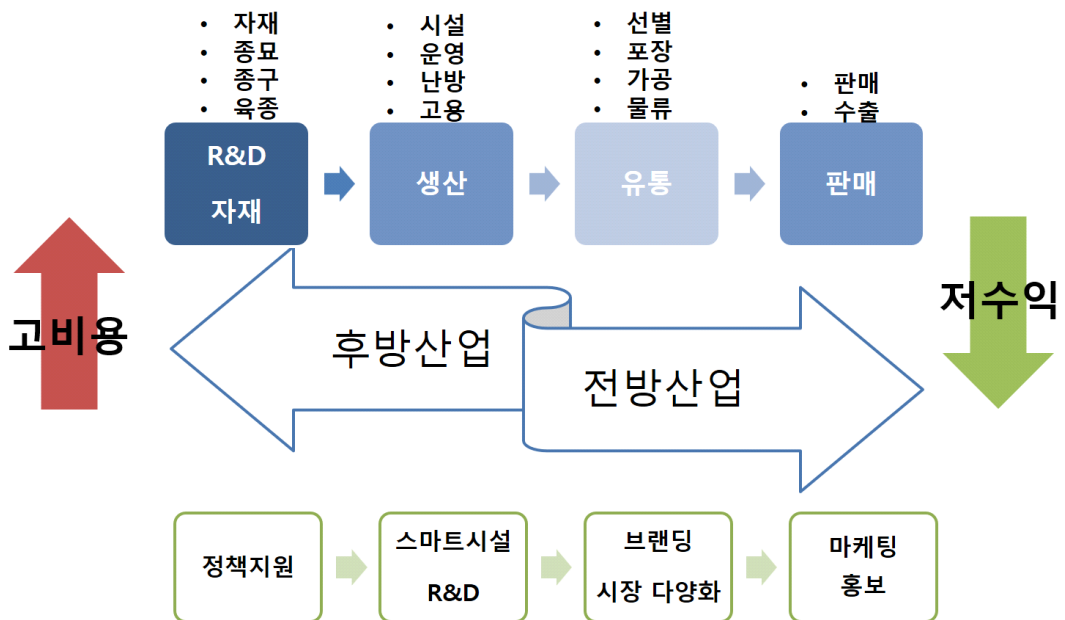 • 자재
• 종묘
• 종구
• 육종
• 시설
• 운영
• 난방
• 고용
• 선별
• 포장
• 가공
• 물류
• 판매
• 수출
R&D
자재
생산
유통
판매
고비용
저수익
후방산업
전방산업
정책지원
스마트시설
R&D
브랜딩
시장 다양화
마케팅
홍보